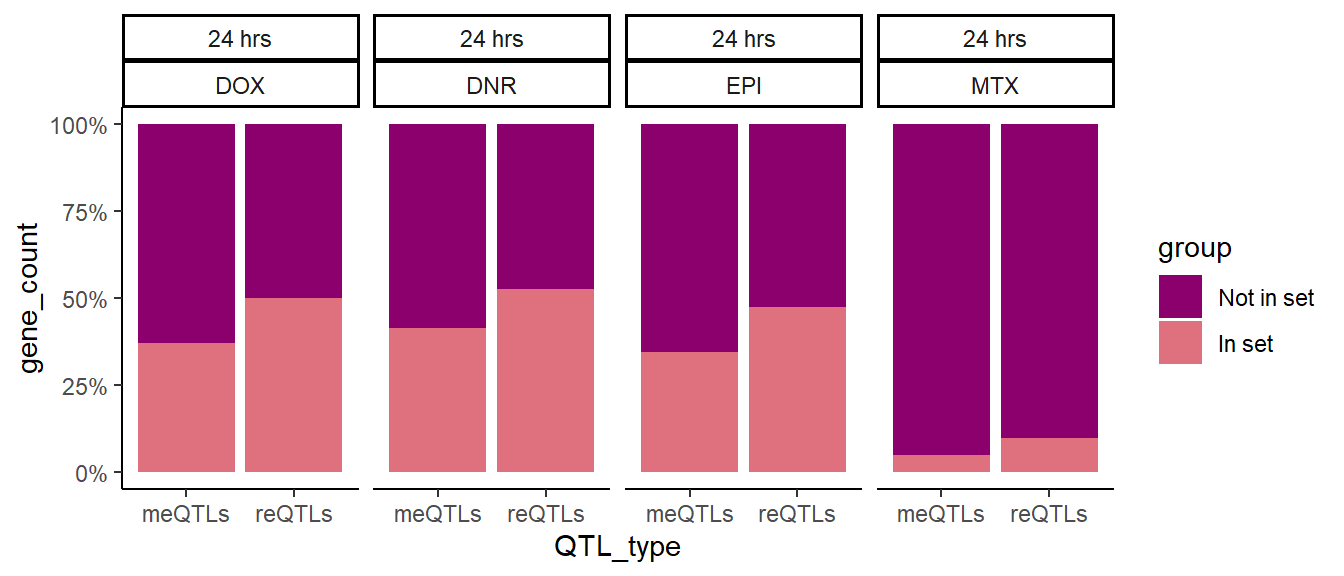 24 hrs 24 hrs 24 hrs 24 hrs
DOX DNR EPI MTX
gene_count
100%
75%
50%
25%
0%
meQTLs reQTLs meQTLs reQTLs meQTLs reQTLs meQTLs reQTLs
QTL_type
group
Not in set
In set